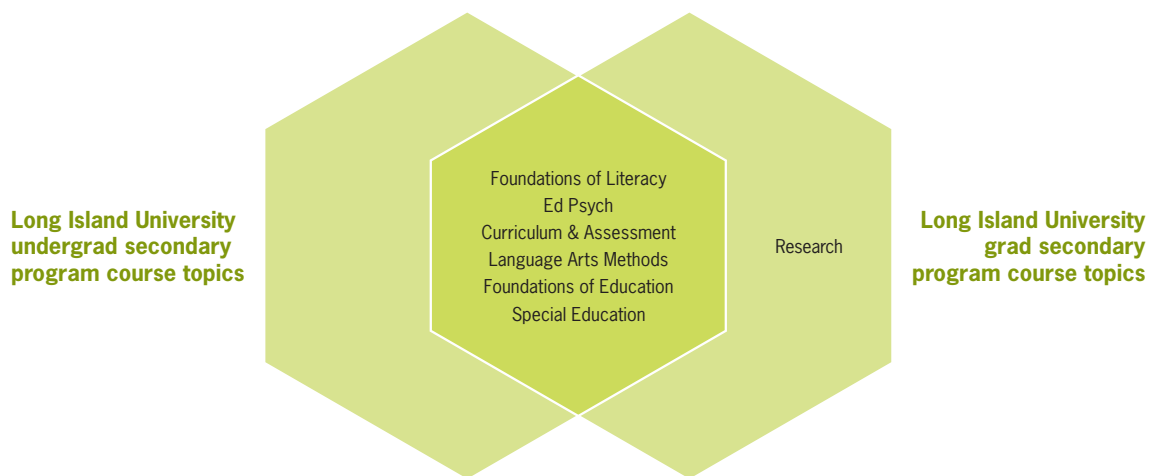 Long Island University
undergrad secondary
program course topics
Foundations of Literacy
Ed Psych
Curriculum & Assessment
Language Arts Methods
Foundations of Education
Special Education
Research
Long Island University
grad secondary
program course topics